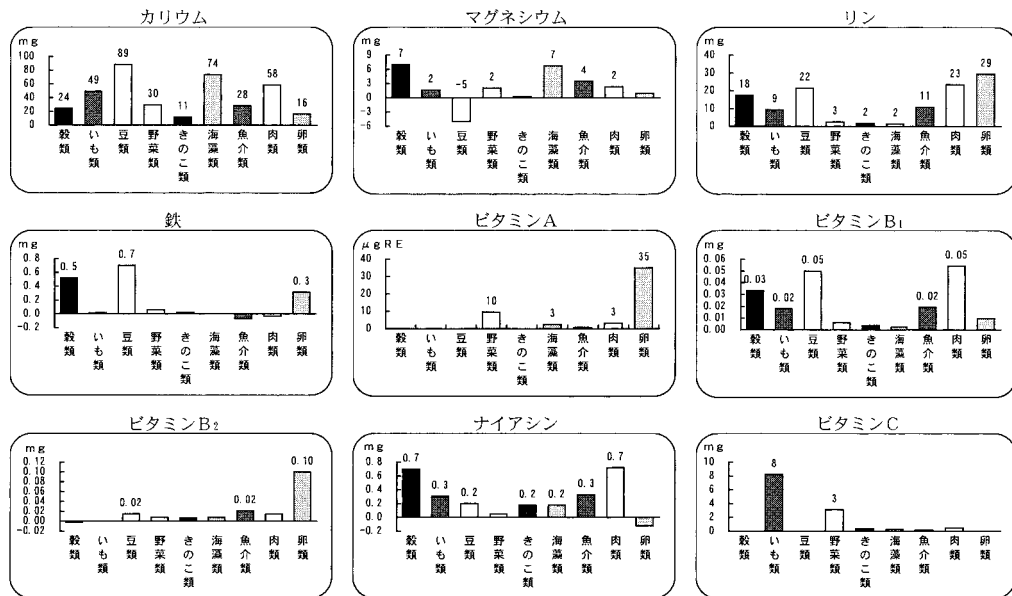 カリウム
mg
100
80
60
40
20
0
24
49
89
30
11
74
28
58
16
穀類
いも類
豆類
野菜類
きのこ類
海藻類
魚介類
肉類
卵類
マグネシウム
mg
9
6
3
0
-3
-6
7
2
-5
2
7
4
2
穀類
いも類
豆類
野菜類
きのこ類
海藻類
魚介類
肉類
卵類
リン
mg
40
30
20
10
0
18
9
22
3
2
2
11
23
29
穀類
いも類
豆類
野菜類
きのこ類
海藻類
魚介類
肉類
卵類
鉄
mg
0.8
0.6
0.4
0.2
0.0
-0.2
0.5
0.7
0.3
穀類
いも類
豆類
野菜類
きのこ類
海藻類
魚介類
肉類
卵類
ビタミンA
μgRE
40
30
20
10
0
10
3
3
35
穀類
いも類
豆類
野菜類
きのこ類
海藻類
魚介類
肉類
卵類
ビタミンB₁
mg
0.06
0.05
0.04
0.03
0.02
0.01
0.00
0.03
0.02
0.05
0.02
0.05
穀類
いも類
豆類
野菜類
きのこ類
海藻類
魚介類
肉類
卵類
ビタミンB₂
mg
0.12
0.10
0.08
0.06
0.04
0.02
0.00
-0.02
0.02
0.02
0.10
穀類
いも類
豆類
野菜類
きのこ類
海藻類
魚介類
肉類
卵類
ナイアシン
mg
0.8
0.6
0.4
0.2
0.0
-0.2
0.7
0.3
0.2
0.2
0.2
0.3
0.7
穀類
いも類
豆類
野菜類
きのこ類
海藻類
魚介類
肉類
卵類
ビタミンC
mg
10
8
6
4
2
0
8
3
穀類
いも類
豆類
野菜類
きのこ類
海藻類
魚介類
肉類
卵類